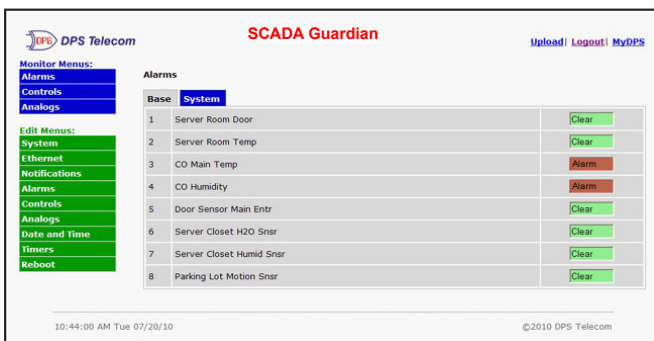 DPS DPS Telecom
SCADA Guardian
Upload| Logout| MyDPS
Monitor Menus:
Alarms
Controls
Analogs
Edit Menus:
System
Ethernet
Notifications
Alarms
Controls
Analogs
Date and Time
Timers
Reboot
Alarms
Base System
1 Server Room Door Clear
2 Server Room Temp Clear
3 CO Main Temp Alarm
4 CO Humidity Alarm
5 Door Sensor Main Entr Clear
6 Server Closet H2O Snsr Clear
7 Server Closet Humid Snsr Clear
8 Parking Lot Motion Snsr Clear
10:44:00 AM Tue 07/20/10
©2010 DPS Telecom